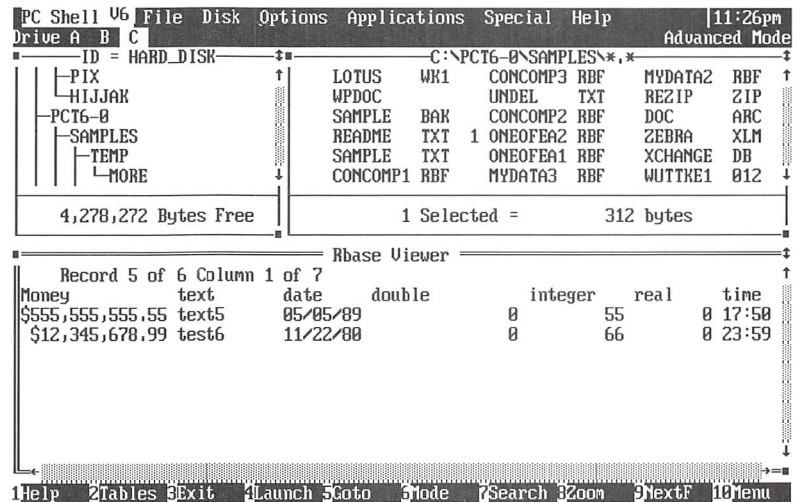 PC Shell V6 File Disk Options Applications Special Help 11:26pm
Drive A B C Advanced Mode
ID = HARD_DISK C:\PCT6-0\SAMPLES\*.*
PIX LOTUS WK1 CONCOMP3 RBF MYDATA2 RBF
HIJJAK WPDOC UNDEL TXT REZIP ZIP
PCT6-0 SAMPLE BAK CONCOMP2 RBF DOC ARC
SAMPLES README TXT 1 ONEOFEA2 RBF ZEBRA XLM
TEMP SAMPLE TXT ONEOFEA1 RBF XCHANGE DB
MORE CONCOMP1 RBF MYDATA3 RBF WUTTKE1 012
4,278,272 Bytes Free 1 Selected = 312 bytes
Rbase Viewer
Record 5 of 6 Column 1 of 7
Money text date double integer real time
$555,555,555.55 text5 05/05/89 0 55 0 17:50
$12,345,678.99 test6 11/22/80 0 66 0 23:59
1Help 2Tables 3Exit 4Launch 5Goto 6Mode 7Search 8Zoom 9NextF 10Menu